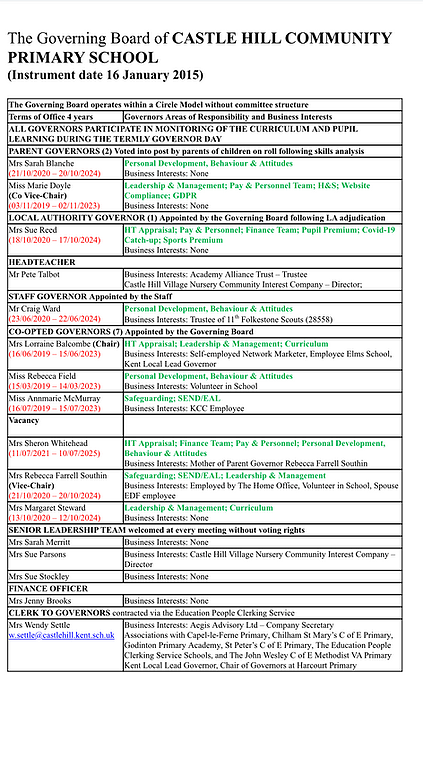 The Governing Board of CASTLE HILL COMMUNITY
PRIMARY SCHOOL
(Instrument date 16 January 2015)
The Governing Board operates within a Circle Model without committee structure
Terms of Office 4 years Governors Areas of Responsibility and Business Interests
ALL GOVERNORS PARTICIPATE IN MONITORING OF THE CURRICULUM AND PUPIL
LEARNING DURING THE TERMLY GOVERNOR DAY
PARENT GOVERNORS (2) Voted into post by parents of children on roll following skills analysis
Mrs Sarah Blanche Personal Development, Behaviour & Attitudes
(21/10/2020 – 20/10/2024) Business Interests: None
Miss Marie Doyle Leadership & Management; Pay & Personnel Team; H&S; Website
(Co Vice-Chair) Compliance; GDPR
(03/11/2019 – 02/11/2023) Business Interests: None
LOCAL AUTHORITY GOVERNOR (1) Appointed by the Governing Board following LA adjudication
Mrs Sue Reed HT Appraisal; Pay & Personnel; Finance Team; Pupil Premium; Covid-19
(18/10/2020 – 17/10/2024) Catch-up; Sports Premium
Business Interests: None
HEADTEACHER
Mr Pete Talbot Business Interests: Academy Alliance Trust – Trustee
Castle Hill Village Nursery Community Interest Company – Director;
STAFF GOVERNOR Appointed by the Staff
Mr Craig Ward Personal Development, Behaviour & Attitudes
(23/06/2020 – 22/06/2024) Business Interests: Trustee of 11th Folkestone Scouts (28558)
CO-OPTED GOVERNORS (7) Appointed by the Governing Board
Mrs Lorraine Balcombe (Chair) HT Appraisal; Leadership & Management; Curriculum
(16/06/2019 – 15/06/2023) Business Interests: Self-employed Network Marketer, Employee Elms School,
Kent Local Lead Governor
Miss Rebecca Field Personal Development, Behaviour & Attitudes
(15/03/2019 – 14/03/2023) Business Interests: Volunteer in School
Miss Annmarie McMurray Safeguarding; SEND/EAL
(16/07/2019 – 15/07/2023) Business Interests: KCC Employee
Vacancy
Mrs Sheron Whitehead HT Appraisal; Finance Team; Pay & Personnel; Personal Development,
(11/07/2021 – 10/07/2025) Behaviour & Attitudes
Business Interests: Mother of Parent Governor Rebecca Farrell Southin
Mrs Rebecca Farrell Southin Safeguarding; SEND/EAL; Leadership & Management
(Vice-Chair) Business Interests: Employed by The Home Office, Volunteer in School, Spouse
(21/10/2020 – 20/10/2024) EDF employee
Mrs Margaret Steward Leadership & Management; Curriculum
(13/10/2020 – 12/10/2024) Business Interests: None
SENIOR LEADERSHIP TEAM welcomed at every meeting without voting rights
Mrs Sarah Merritt Business Interests: None
Mrs Sue Parsons Business Interests: Castle Hill Village Nursery Community Interest Company –
Director
Mrs Sue Stockley Business Interests: None
FINANCE OFFICER
Mrs Jenny Brooks Business Interests: None
CLERK TO GOVERNORS contracted via the Education People Clerking Service
Mrs Wendy Settle Business Interests: Aegis Advisory Ltd – Company Secretary
w.settle@castlehill.kent.sch.uk Associations with Capel-le-Ferne Primary, Chilham St Mary's C of E Primary,
Godinton Primary Academy, St Peter's C of E Primary, The Education People
Clerking Service Schools, and The John Wesley C of E Methodist VA Primary
Kent Local Lead Governor, Chair of Governors at Harcourt Primary